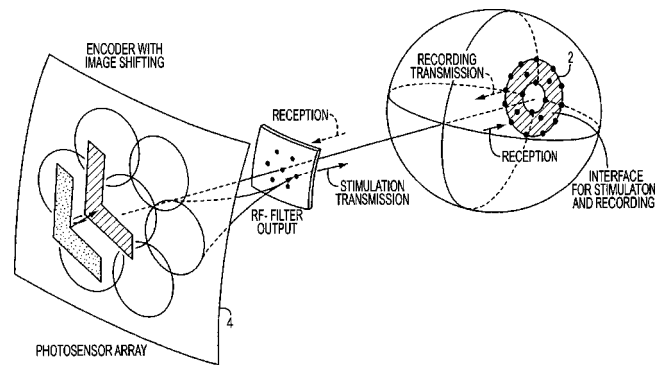 ENCODER WITH
IMAGE SHIFTING
RECORDING
TRANSMISSION
2
RECEPTION
RECEPTION
STIMULATION
TRANSMISSION
INTERFACE
FOR STIMULATON
AND RECORDING
RF- FILTER
OUTPUT
4
PHOTOSENSOR ARRAY